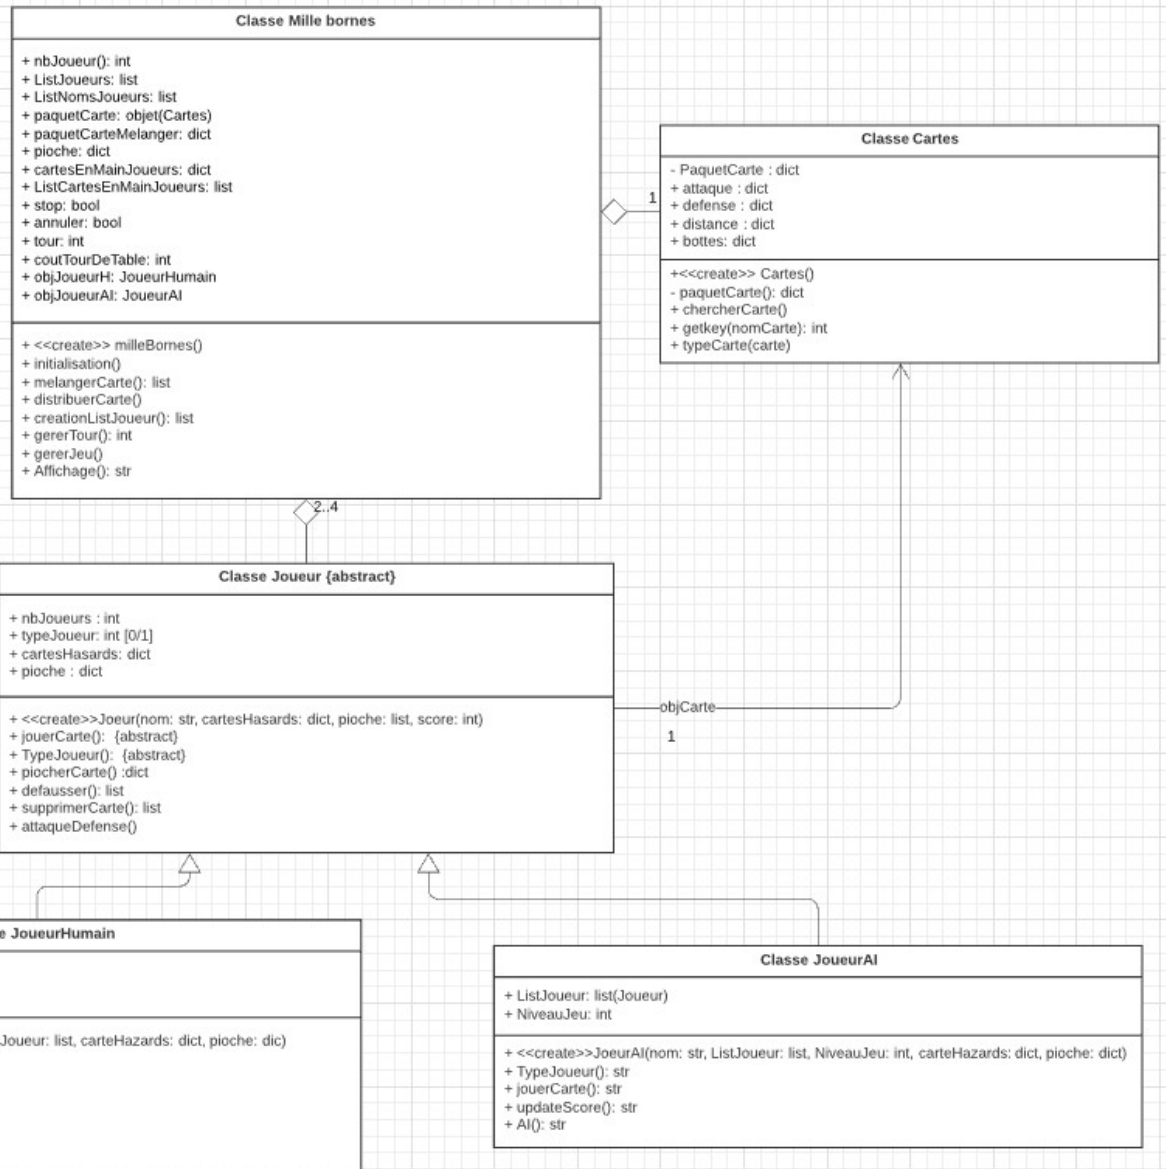 Classe Mille bornes
+ nbJoueur(): int
+ ListJoueurs: list
+ ListNomsJoueurs: list
+ paquetCarte: objet(Cartes)
+ paquetCarteMelanger: dict
+ pioche: dict
+ cartesEnMainJoueurs: dict
+ ListCartesEnMainJoueurs: list
+ stop: bool
+ annuler: bool
+ tour: int
+ coutTourDeTable: int
+ objJoueurH: JoueurHumain
+ objJoueurAI: JoueurAI
+ <<create>> milleBornes()
+ initialisation()
+ melangerCarte(): list
+ distribuerCarte()
+ creationListJoueur(): list
+ gererTour(): int
+ gererJeu()
+ Affichage(): str
1
Classe Cartes
- PaquetCarte : dict
+ attaque : dict
+ defense : dict
+ distance : dict
+ bottes: dict
+<<create>> Cartes()
- paquetCarte(): dict
+ chercherCarte()
+ getkey(nomCarte): int
+ typeCarte(carte)
2..4
Classe Joueur {abstract}
+ nbJoueurs : int
+ typeJoueur: int [0/1]
+ cartesHasards: dict
+ pioche : dict
+ <<create>>Joeur(nom: str, cartesHasards: dict, pioche: list, score: int)
+ jouerCarte(): {abstract}
+ TypeJoueur(): {abstract}
+ piocherCarte() :dict
+ defausser(): list
+ supprimerCarte(): list
+ attaqueDefense()
objCarte
1
e JoueurHumain
Joueur: list, carteHazards: dict, pioche: dic)
Classe JoueurAI
+ ListJoueur: list(Joueur)
+ NiveauJeu: int
+ <<create>>JoeurAI(nom: str, ListJoueur: list, NiveauJeu: int, carteHazards: dict, pioche: dict)
+ TypeJoueur(): str
+ jouerCarte(): str
+ updateScore(): str
+ AI(): str